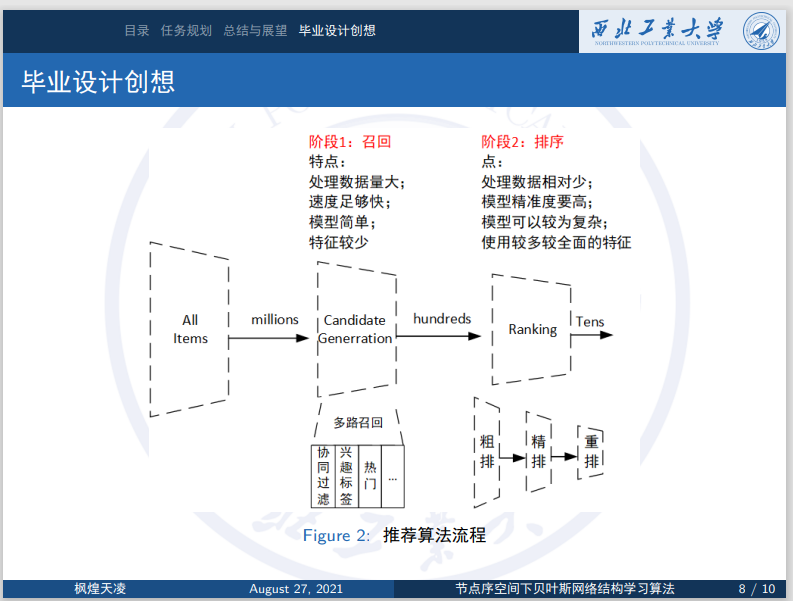 目录 任务规划 总结与展望 毕业设计创想
西北工业大学
NORTHWESTERN POLYTECHNICAL UNIVERSITY
毕业设计创想
阶段1：召回
特点：
处理数据量大；
速度足够快；
模型简单；
特征较少
阶段2：排序
点：
处理数据相对少；
模型精准度要高；
模型可以较为复杂；
使用较多较全面的特征
All
Items
millions
Candidate
Generration
hundreds
Ranking
Tens
多路召回
协同过滤
兴趣标签
热门
...
粗排
精排
重排
Figure 2: 推荐算法流程
枫煌天凌 August 27, 2021 节点序空间下贝叶斯网络结构学习算法 8 / 10